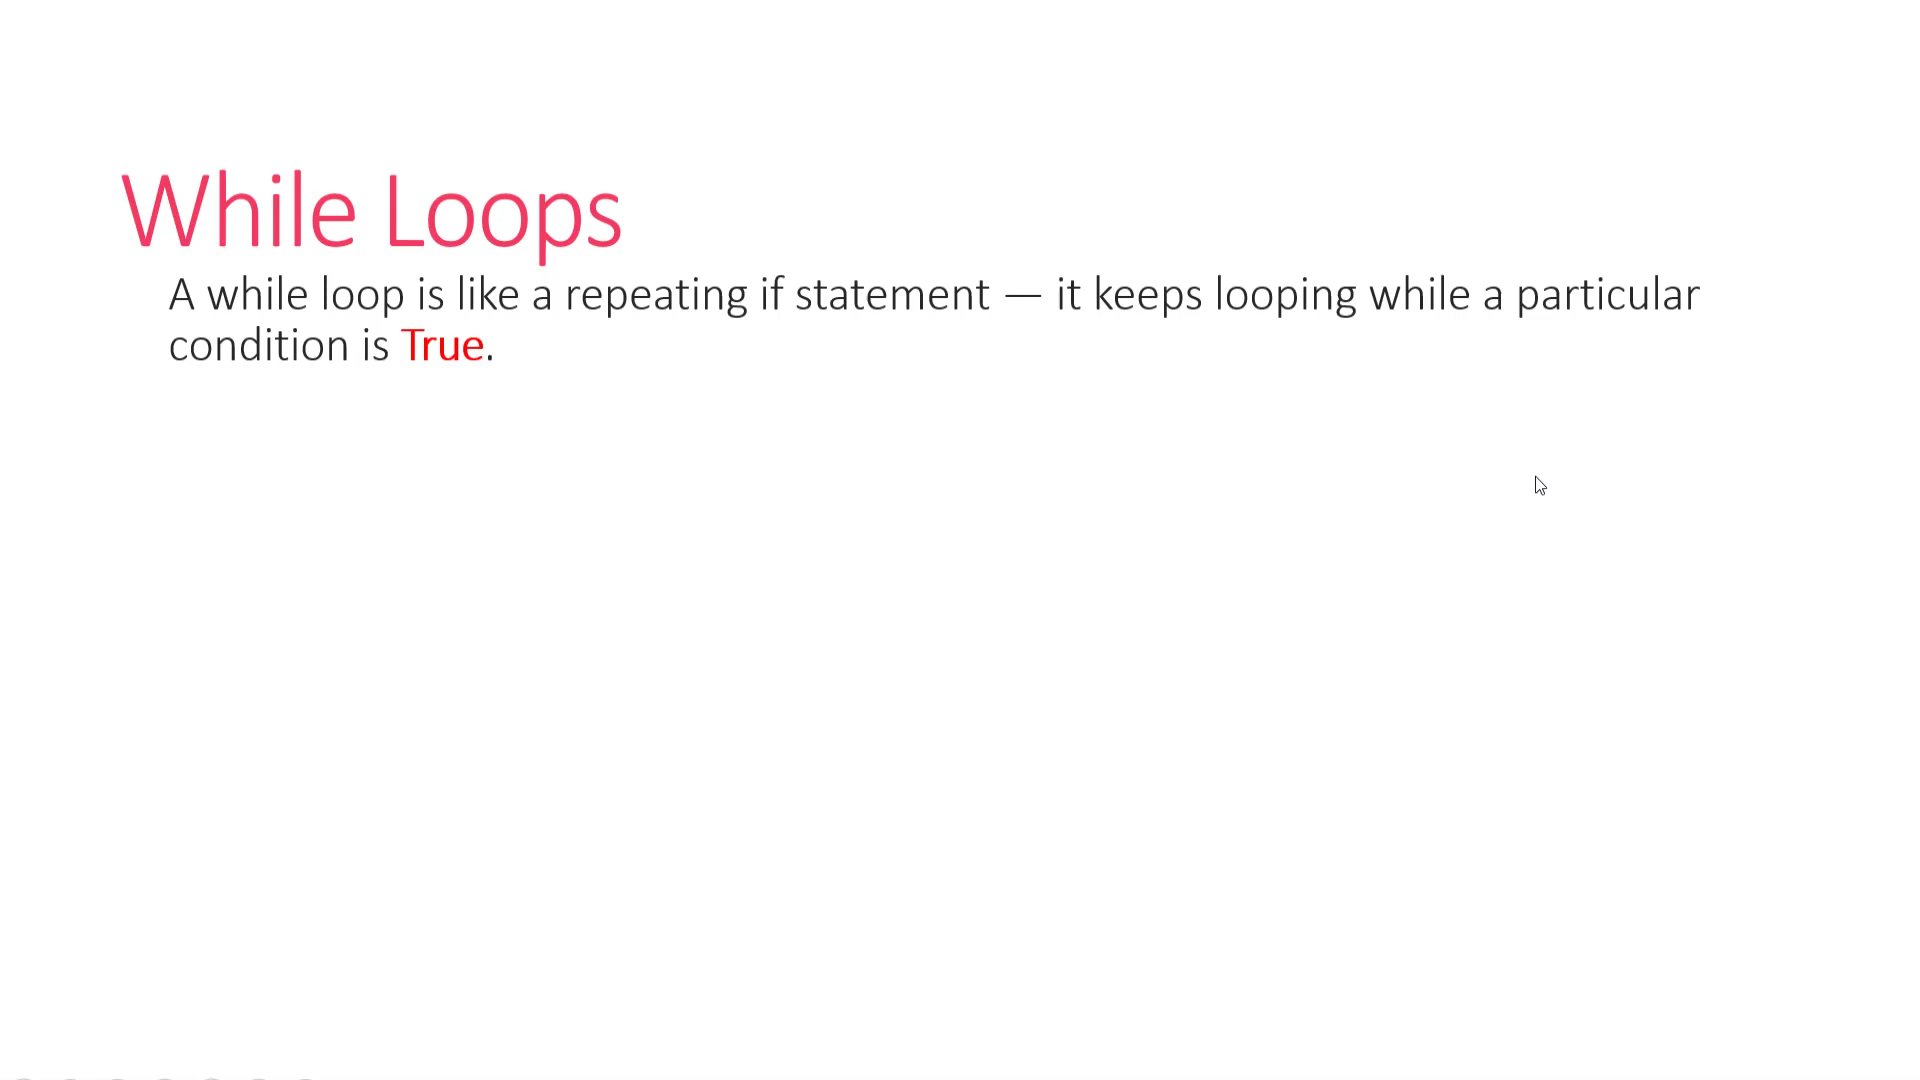 While Loops
A while loop is like a repeating if statement — it keeps looping while a particular
condition is True.